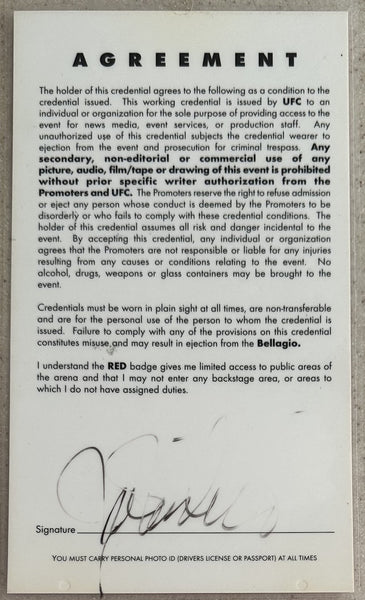 AGREEMENT
The holder of this credential agrees to the following as a condition to the
credential issued. This working credential is issued by UFC to an
individual or organization for the sole purpose of providing access to the
event for news media, event services, or production staff. Any
unauthorized use of this credential subjects the credential wearer to
ejection from the event and prosecution for criminal trespass. Any
secondary, non-editorial or commercial use of any
picture, audio, film/tape or drawing of this event is prohibited
without prior specific writer authorization from the
Promoters and UFC. The Promoters reserve the right to refuse admission
or eject any person whose conduct is deemed by the Promoters to be
disorderly or who fails to comply with these credential conditions. The
holder of this credential assumes all risk and danger incidental to the
event. By accepting this credential, any individual or organization
agrees that the Promoters are not responsible or liable for any injuries
resulting from any causes or conditions relating to the event. No
alcohol, drugs, weapons or glass containers may be brought to the
event.
Credentials must be worn in plain sight at all times, are non-transferable
and are for the personal use of the person to whom the credential is
issued. Failure to comply with any of the provisions on this credential
constitutes misuse and may result in ejection from the Bellagio.
I understand the RED badge gives me limited access to public areas of
the arena and that I may not enter any backstage area, or areas to
which I do not have assigned duties.
Signature
YOU MUST CARRY PERSONAL PHOTO ID (DRIVERS LICENSE OR PASSPORT) AT ALL TIMES